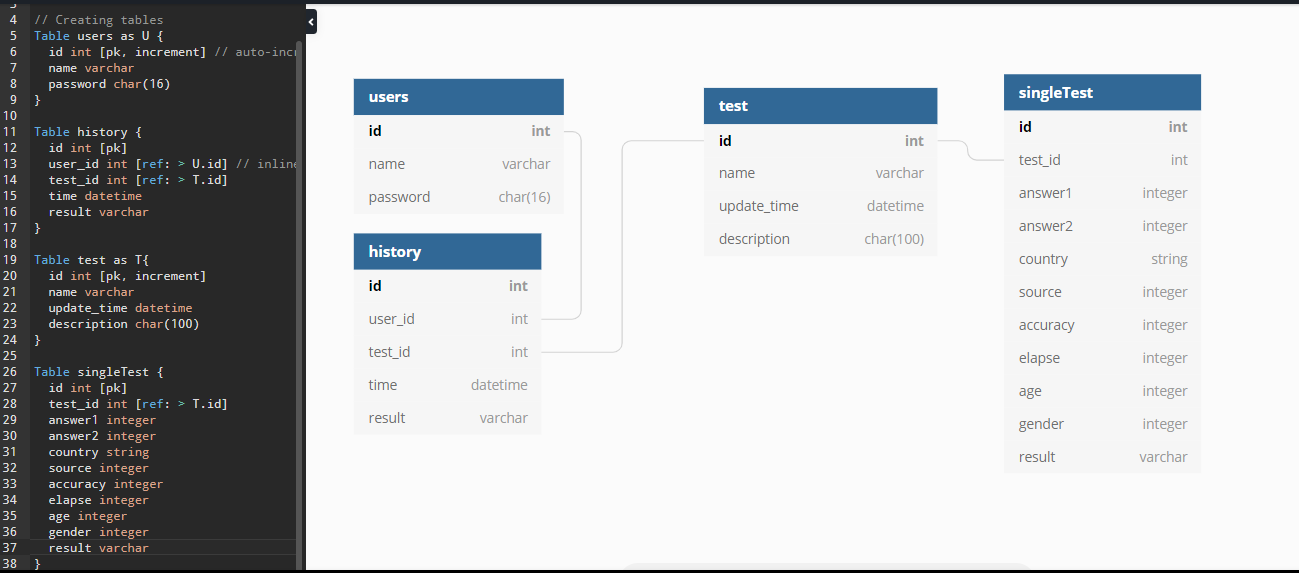 4 // Creating tables
5 Table users as U {
6 id int [pk, increment] // auto-incr
7 name varchar
8 password char(16)
9 }
10
11 Table history {
12 id int [pk]
13 user_id int [ref: > U.id] // inline
14 test_id int [ref: > T.id]
15 time datetime
16 result varchar
17 }
18
19 Table test as T{
20 id int [pk, increment]
21 name varchar
22 update_time datetime
23 description char(100)
24 }
25
26 Table singleTest {
27 id int [pk]
28 test_id int [ref: > T.id]
29 answer1 integer
30 answer2 integer
31 country string
32 source integer
33 accuracy integer
34 elapse integer
35 age integer
36 gender integer
37 result varchar
38 }
users
id int
name varchar
password char(16)
history
id int
user_id int
test_id int
time datetime
result varchar
test
id int
name varchar
update_time datetime
description char(100)
singleTest
id int
test_id int
answer1 integer
answer2 integer
country string
source integer
accuracy integer
elapse integer
age integer
gender integer
result varchar